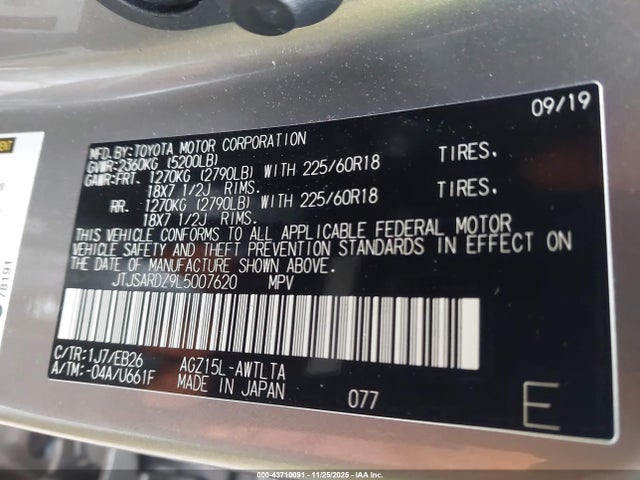 09/19
MFD.BY:TOYOTA MOTOR CORPORATION
GVWR:2360KG (5200LB)
GAWR:FRT. 1270KG (2790LB) WITH 225/60R18 TIRES.
18X7 1/2J RIMS.
RR. 1270KG (2790LB) WITH 225/60R18 TIRES.
18X7 1/2J RIMS.
THIS VEHICLE CONFORMS TO ALL APPLICABLE FEDERAL MOTOR
VEHICLE SAFETY AND THEFT PREVENTION STANDARDS IN EFFECT ON
THE DATE OF MANUFACTURE SHOWN ABOVE.
JTJSARDZ9L5007620 MPV
C/TR:1J7/EB26 AGZ15L-AWTLTA
A/TM:-04A/U661F MADE IN JAPAN 077
E
78191
000-43710091 - 11/25/2025 - IAA Inc.